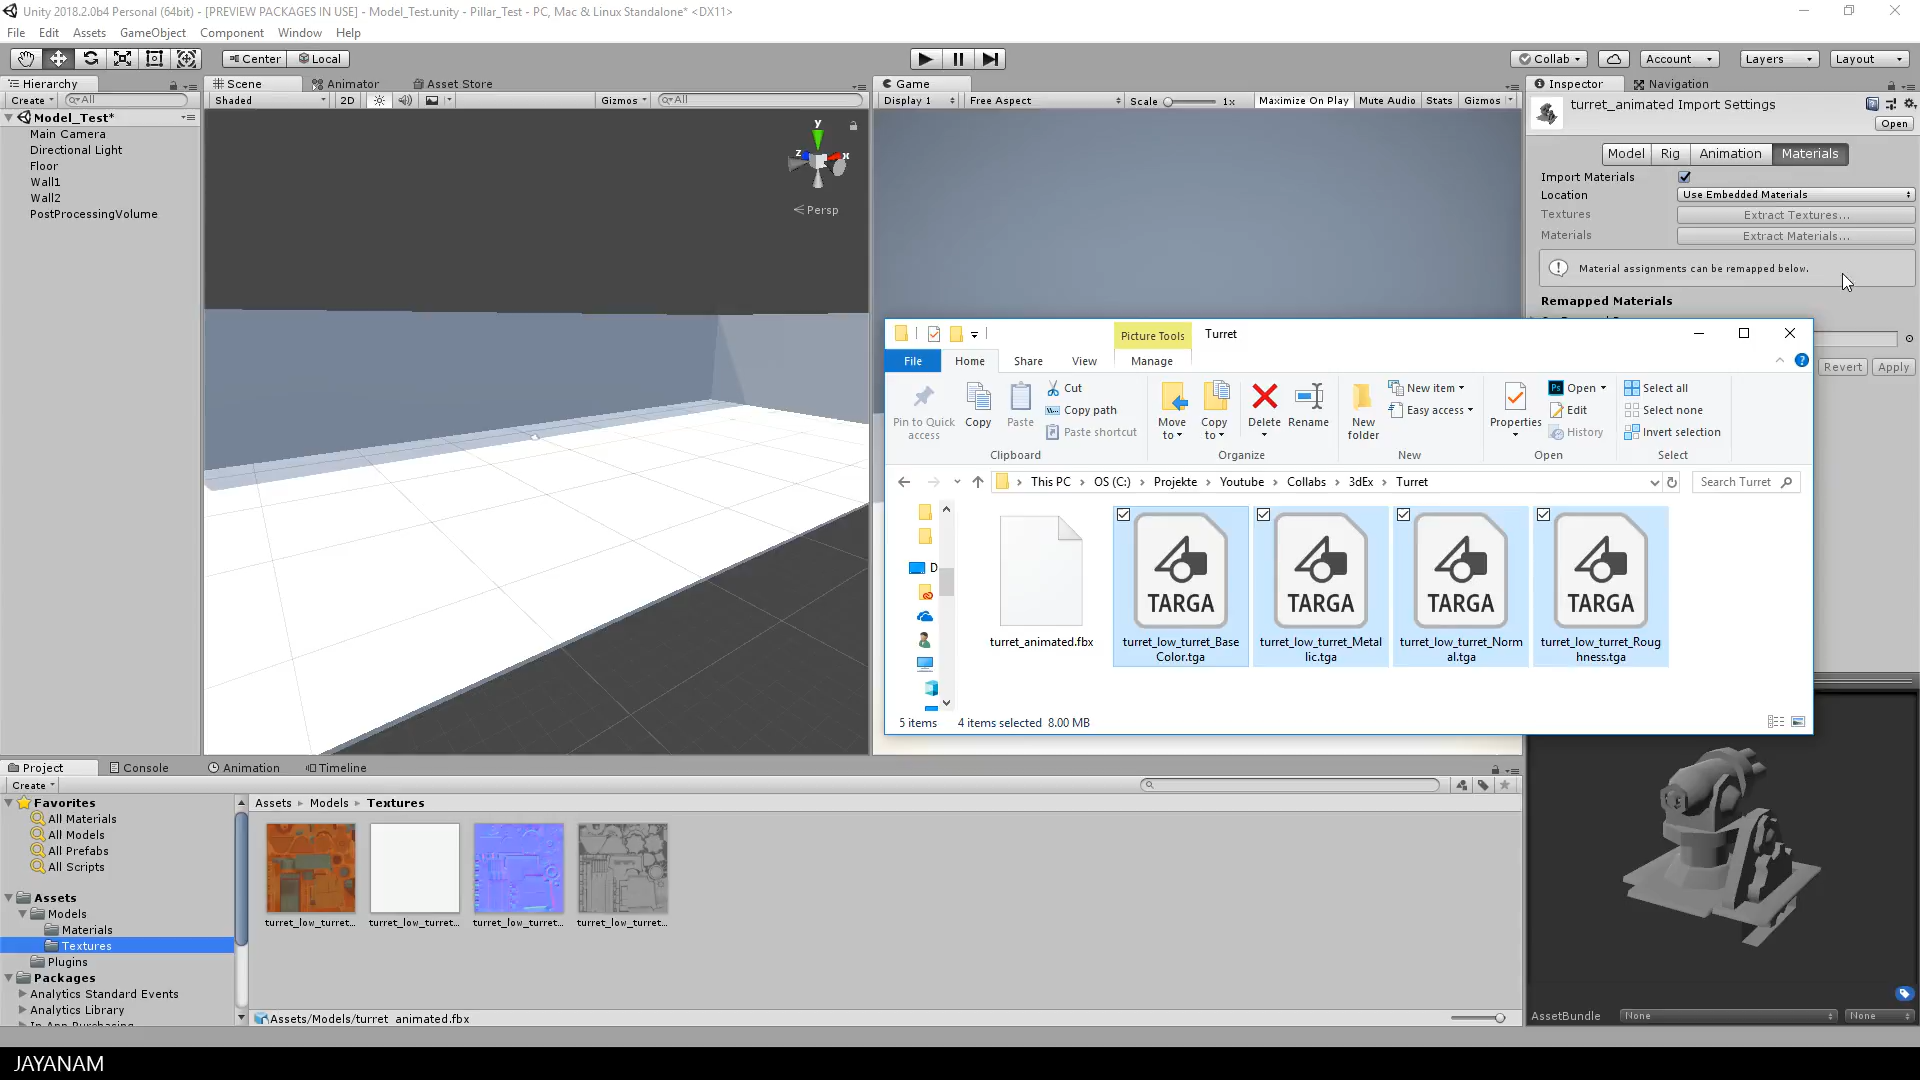 Unity 2018.2.0b4 Personal (64bit) - [PREVIEW PACKAGES IN USE] - Model_Test.unity - Pillar_Test - PC, Mac & Linux Standalone* <DX11>
File Edit Assets GameObject Component Window Help
Center Local
Collab Account Layers Layout
Hierarchy
Create All
Model_Test*
Main Camera
Directional Light
Floor
Wall1
Wall2
PostProcessingVolume
Scene Animator Asset Store
Shaded 2D Gizmos All
y
z x
Persp
Game
Display 1 Free Aspect Scale 1x Maximize On Play Mute Audio Stats Gizmos
Inspector Navigation
turret_animated Import Settings
Open
Model Rig Animation Materials
Import Materials
Location Use Embedded Materials
Textures Extract Textures...
Materials Extract Materials...
Material assignments can be remapped below.
Remapped Materials
Revert Apply
Picture Tools Turret
File Home Share View Manage
Pin to Quick access
Copy
Paste
Cut
Copy path
Paste shortcut
Clipboard
Move to
Copy to
Delete
Rename
Organize
New folder
New item
Easy access
New
Properties
Open
Edit
History
Open
Select all
Select none
Invert selection
Select
This PC OS (C:) Projekte Youtube Collabs 3dEx Turret
Search Turret
D
TARGA TARGA TARGA TARGA
turret_animated.fbx
turret_low_turret_Base
Color.tga
turret_low_turret_Metal
lic.tga
turret_low_turret_Norm
al.tga
turret_low_turret_Roug
hness.tga
5 items 4 items selected 8.00 MB
Project Console Animation Timeline
Create
Favorites
All Materials
All Models
All Prefabs
All Scripts
Assets
Models
Materials
Textures
Plugins
Packages
Analytics Standard Events
Analytics Library
In App Purchasing
Assets Models Textures
turret_low_turret... turret_low_turret... turret_low_turret... turret_low_turret...
Assets/Models/turret_animated.fbx
AssetBundle None None
JAYANAM